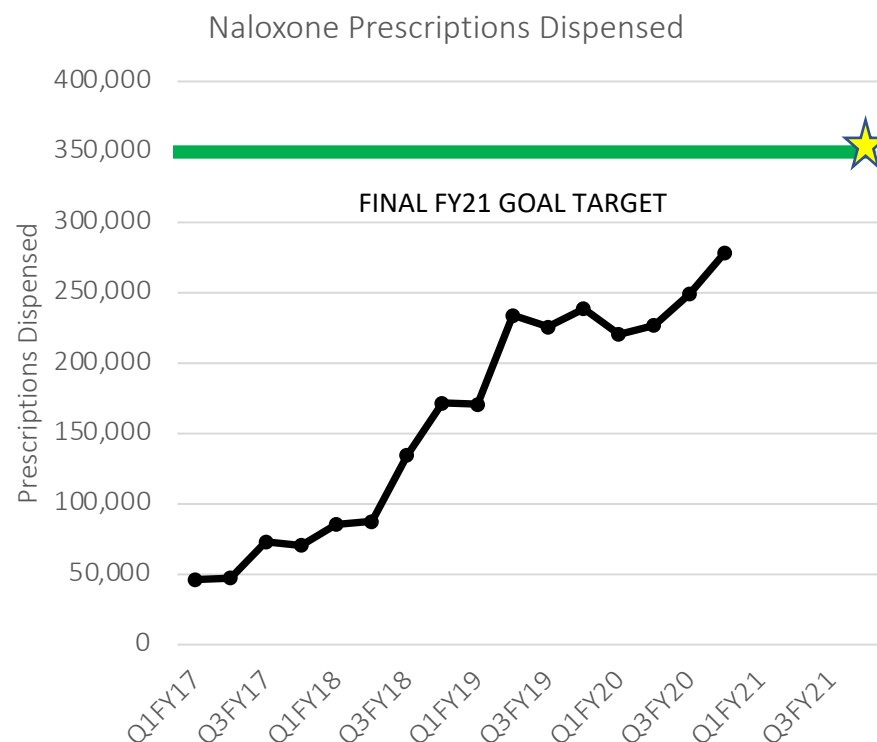 Naloxone Prescriptions Dispensed
400,000
350,000
FINAL FY21 GOAL TARGET
300,000
250,000
200,000
150,000
100,000
50,000
0
Prescriptions Dispensed
Q1FY17
Q3FY17
Q1FY18
Q3FY18
Q1FY19
Q3FY19
Q1FY20
Q3FY20
Q1FY21
Q3FY21